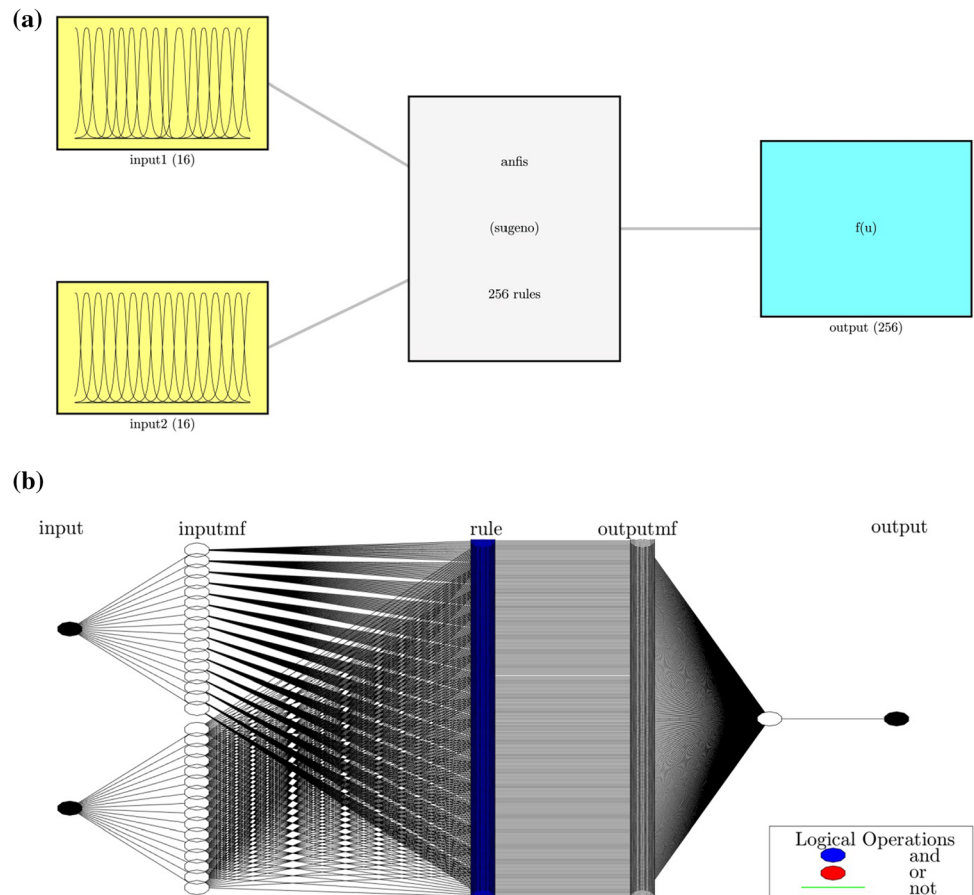 (a)
input1 (16)
anfis
(sugeno)
256 rules
f(u)
output (256)
input2 (16)
(b)
input inputmf rule outputmf output
Logical Operations
and
or
not